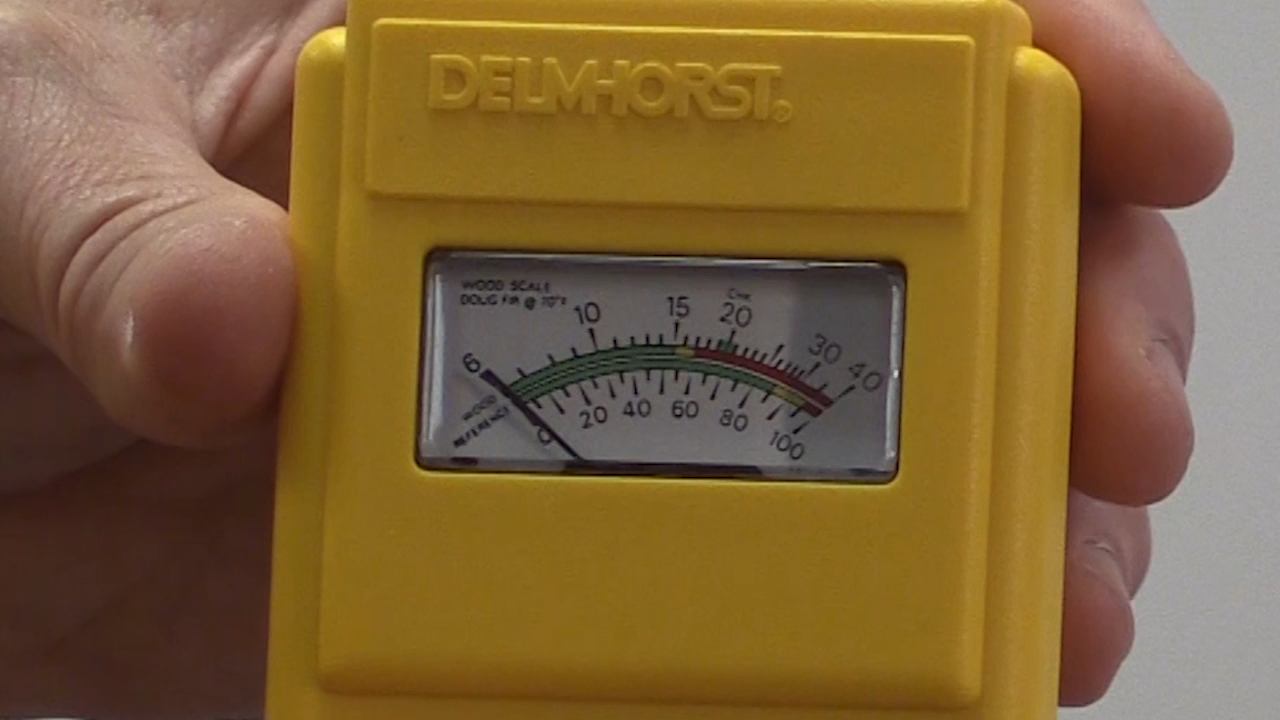 DELMHORST®
WOOD SCALE
DOUG FIR @ 70°F
CHK
6 10 15 20 30 40
WOOD
REFERENCE
0 20 40 60 80 100